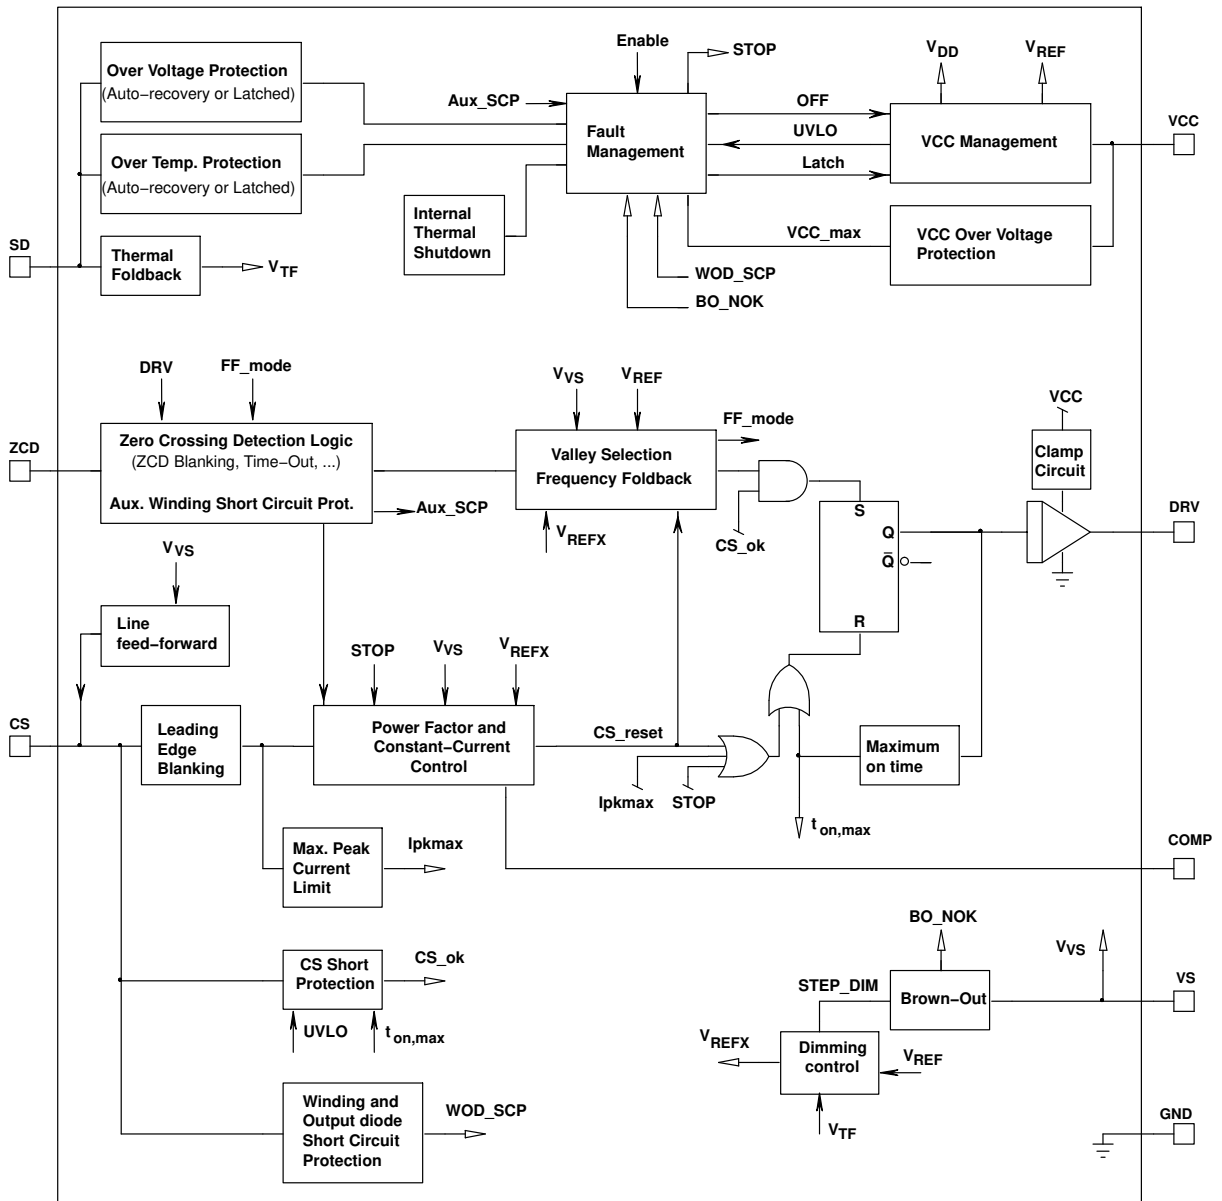 Enable
STOP
V_DD
V_REF
Over Voltage Protection
(Auto−recovery or Latched)
Aux_SCP
OFF
VCC
Fault
Management
UVLO
VCC Management
Over Temp. Protection
(Auto−recovery or Latched)
Latch
Internal
Thermal
Shutdown
VCC_max
VCC Over Voltage
Protection
SD
Thermal
Foldback
V_TF
WOD_SCP
BO_NOK
DRV
FF_mode
V_VS
V_REF
VCC
FF_mode
ZCD
Zero Crossing Detection Logic
(ZCD Blanking, Time−Out, ...)
Aux. Winding Short Circuit Prot.
Valley Selection
Frequency Foldback
Clamp
Circuit
Aux_SCP
V_REFX
CS_ok
S
Q
Q̅
R
DRV
V_VS
Line
feed−forward
STOP
V_VS
V_REFX
CS
Leading
Edge
Blanking
Power Factor and
Constant−Current
Control
CS_reset
Ipkmax
STOP
Maximum
on time
t_on,max
Max. Peak
Current
Limit
Ipkmax
COMP
CS Short
Protection
CS_ok
UVLO
t_on,max
BO_NOK
V_VS
STEP_DIM
Brown−Out
VS
V_REFX
Dimming
control
V_REF
V_TF
Winding and
Output diode
Short Circuit
Protection
WOD_SCP
GND